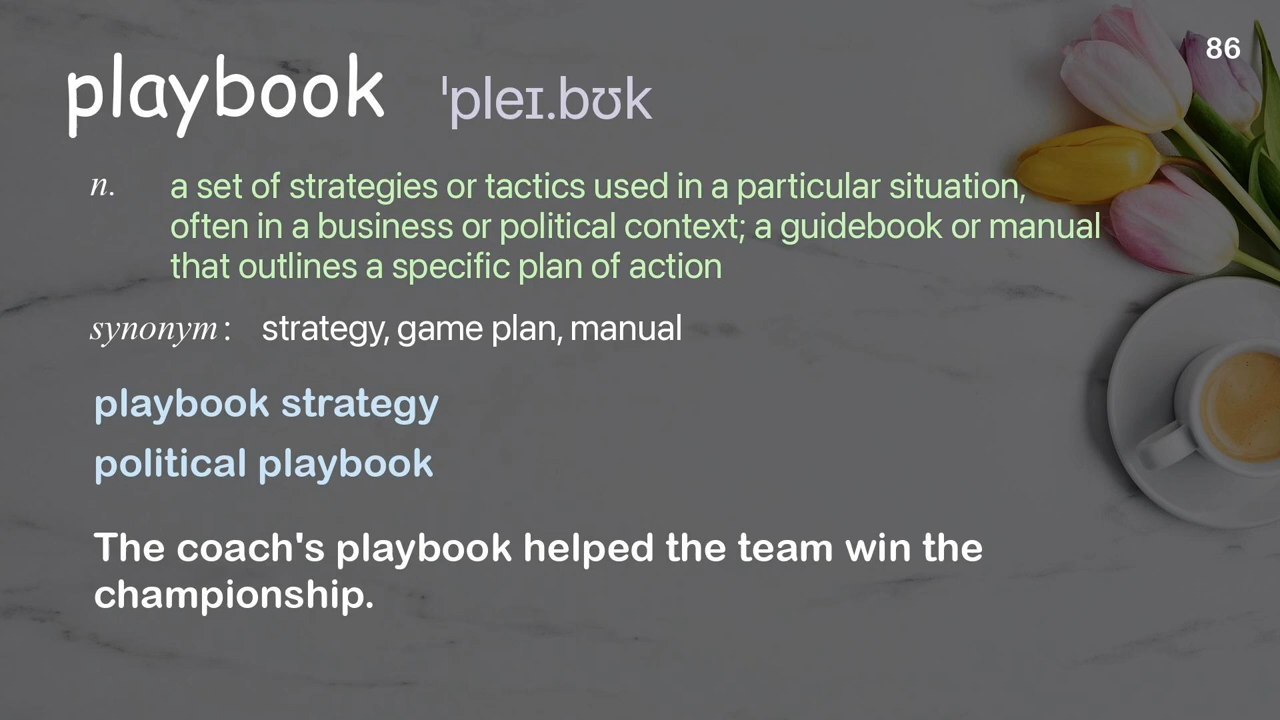 86
playbook ˈpleɪ.bʊk
n. a set of strategies or tactics used in a particular situation,
often in a business or political context; a guidebook or manual
that outlines a specific plan of action
synonym: strategy, game plan, manual
playbook strategy
political playbook
The coach's playbook helped the team win the
championship.